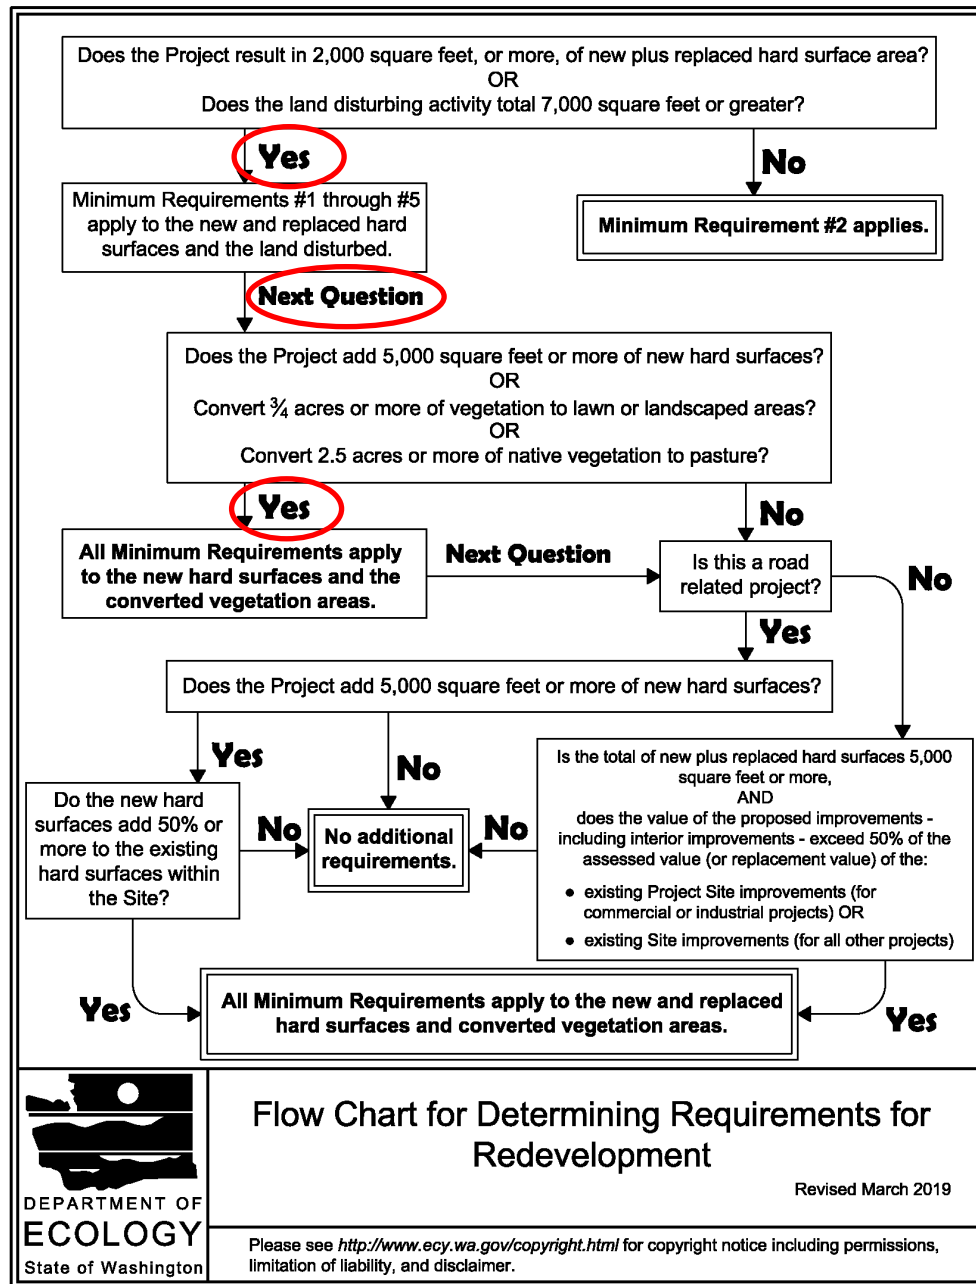 Does the Project result in 2,000 square feet, or more, of new plus replaced hard surface area?
OR
Does the land disturbing activity total 7,000 square feet or greater?
Yes
No
Minimum Requirements #1 through #5
apply to the new and replaced hard
surfaces and the land disturbed.
Minimum Requirement #2 applies.
Next Question
Does the Project add 5,000 square feet or more of new hard surfaces?
OR
Convert ¾ acres or more of vegetation to lawn or landscaped areas?
OR
Convert 2.5 acres or more of native vegetation to pasture?
Yes
No
All Minimum Requirements apply
to the new hard surfaces and the
converted vegetation areas.
Next Question
Is this a road
related project?
No
Yes
Does the Project add 5,000 square feet or more of new hard surfaces?
Yes
No
Do the new hard
surfaces add 50% or
more to the existing
hard surfaces within
the Site?
No
No additional
requirements.
No
Is the total of new plus replaced hard surfaces 5,000
square feet or more,
AND
does the value of the proposed improvements -
including interior improvements - exceed 50% of the
assessed value (or replacement value) of the:
● existing Project Site improvements (for
commercial or industrial projects) OR
● existing Site improvements (for all other projects)
Yes
All Minimum Requirements apply to the new and replaced
hard surfaces and converted vegetation areas.
Yes
DEPARTMENT OF
ECOLOGY
State of Washington
Flow Chart for Determining Requirements for
Redevelopment
Revised March 2019
Please see http://www.ecy.wa.gov/copyright.html for copyright notice including permissions,
limitation of liability, and disclaimer.